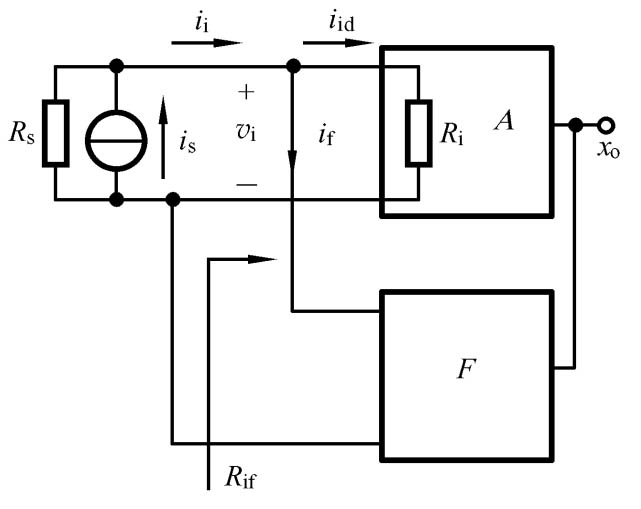 i_i
i_id
R_s
i_s
+
v_i
−
i_f
R_i
A
x_o
F
R_if